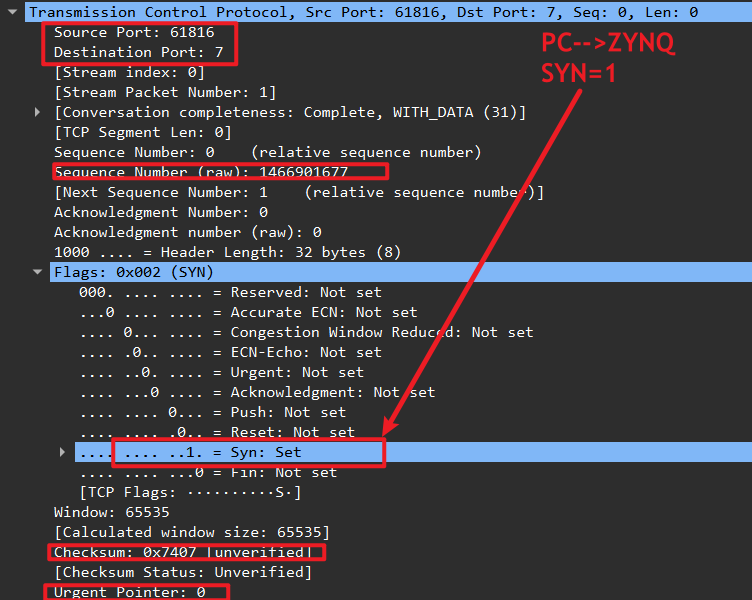 Transmission Control Protocol, Src Port: 61816, Dst Port: 7, Seq: 0, Len: 0
Source Port: 61816
Destination Port: 7
PC-->ZYNQ
SYN=1
[Stream index: 0]
[Stream Packet Number: 1]
[Conversation completeness: Complete, WITH_DATA (31)]
[TCP Segment Len: 0]
Sequence Number: 0    (relative sequence number)
Sequence Number (raw): 1466901677
[Next Sequence Number: 1    (relative sequence number)]
Acknowledgment Number: 0
Acknowledgment number (raw): 0
1000 .... = Header Length: 32 bytes (8)
Flags: 0x002 (SYN)
000. .... .... = Reserved: Not set
...0 .... .... = Accurate ECN: Not set
.... 0... .... = Congestion Window Reduced: Not set
.... .0.. .... = ECN-Echo: Not set
.... ..0. .... = Urgent: Not set
.... ...0 .... = Acknowledgment: Not set
.... .... 0... = Push: Not set
.... .... .0.. = Reset: Not set
.... .... ..1. = Syn: Set
.... .... ...0 = Fin: Not set
[TCP Flags: ··········S·]
Window: 65535
[Calculated window size: 65535]
Checksum: 0x7407 [unverified]
[Checksum Status: Unverified]
Urgent Pointer: 0